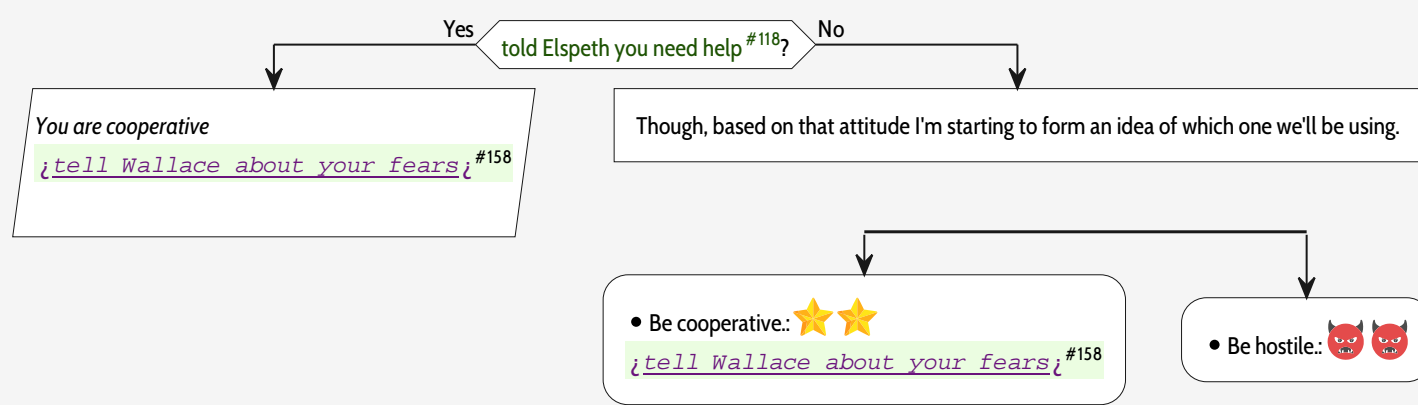 Yes
told Elspeth you need help #118?
No
You are cooperative
¿tell Wallace about your fears¿#158
Though, based on that attitude I'm starting to form an idea of which one we'll be using.
• Be cooperative.:
¿tell Wallace about your fears¿#158
• Be hostile.: